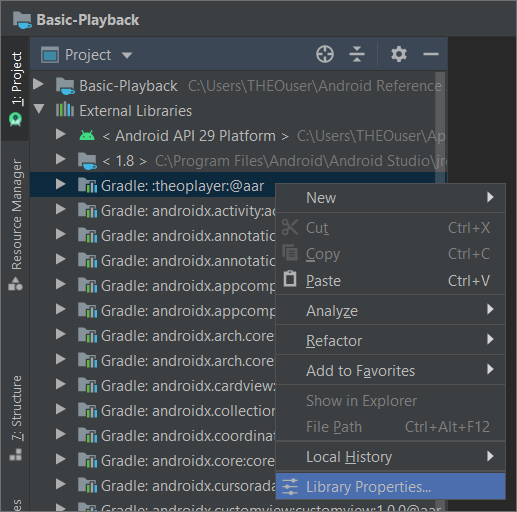 Basic-Playback
Project
Basic-Playback C:\Users\THEOuser\Android Reference
External Libraries
< Android API 29 Platform > C:\Users\THEOuser\Ap
< 1.8 > C:\Program Files\Android\Android Studio\jr
Gradle: :theoplayer:@aar
Gradle: androidx.activity:ac
Gradle: androidx.annotatic
Gradle: androidx.annotatic
Gradle: androidx.appcomp
Gradle: androidx.appcomp
Gradle: androidx.arch.core:
Gradle: androidx.arch.core:
Gradle: androidx.cardview:
Gradle: androidx.collection
Gradle: androidx.coordinat
Gradle: androidx.core:core:
Gradle: androidx.cursorada
Gradle: androidx.customview:customview:1.0.0@aar
New
Cut Ctrl+X
Copy Ctrl+C
Paste Ctrl+V
Analyze
Refactor
Add to Favorites
Show in Explorer
File Path Ctrl+Alt+F12
Local History
Library Properties...
1: Project
Resource Manager
7: Structure